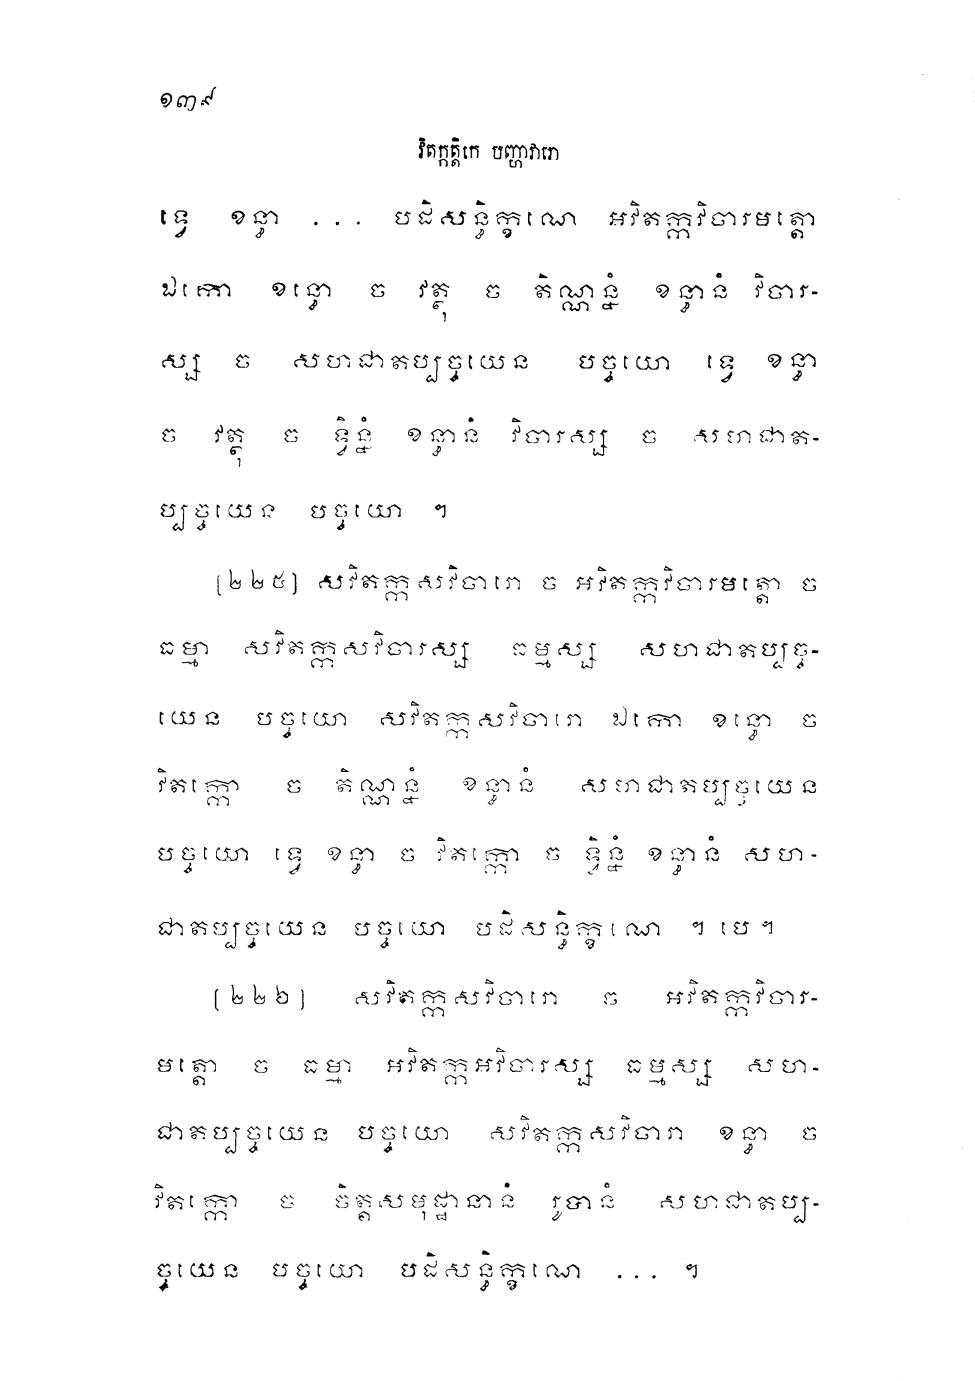 ១៣៩
វិតក្កត្តិកេ បញ្ហាវារោ
ទ្វេ ខន្ធា ... បដិសន្ធិក្ខណេ អវិតក្កវិចារមត្តោ
ឯកោ ខន្ធោ ច វត្ថុ ច តិណ្ណន្នំ ខន្ធានំ វិចារ-
ស្ស ច សហជាតប្បច្ចយេន បច្ចយោ ទ្វេ ខន្ធា
ច វត្ថុ ច ទ្វិន្នំ ខន្ធានំ វិចារស្ស ច សហជាត-
ប្បច្ចយេន បច្ចយោ ។
[២២៥] សវិតក្កសវិចារោ ច អវិតក្កវិចារមត្តោ ច
ធម្មា សវិតក្កសវិចារស្ស ធម្មស្ស សហជាតប្បច្ច-
យេន បច្ចយោ សវិតក្កសវិចារោ ឯកោ ខន្ធោ ច
វិតក្កោ ច តិណ្ណន្នំ ខន្ធានំ សហជាតប្បច្ចយេន
បច្ចយោ ទ្វេ ខន្ធា ច វិតក្កោ ច ទ្វិន្នំ ខន្ធានំ សហ-
ជាតប្បច្ចយេន បច្ចយោ បដិសន្ធិក្ខណេ ។ បេ ។
[២២៦] សវិតក្កសវិចារោ ច អវិតក្កវិចារ-
មត្តោ ច ធម្មា អវិតក្កអវិចារស្ស ធម្មស្ស សហ-
ជាតប្បច្ចយេន បច្ចយោ សវិតក្កសវិចារា ខន្ធា ច
វិតក្កោ ច ចិត្តសមុដ្ឋានានំ រូបានំ សហជាតប្ប-
ច្ចយេន បច្ចយោ បដិសន្ធិក្ខណេ ... ។